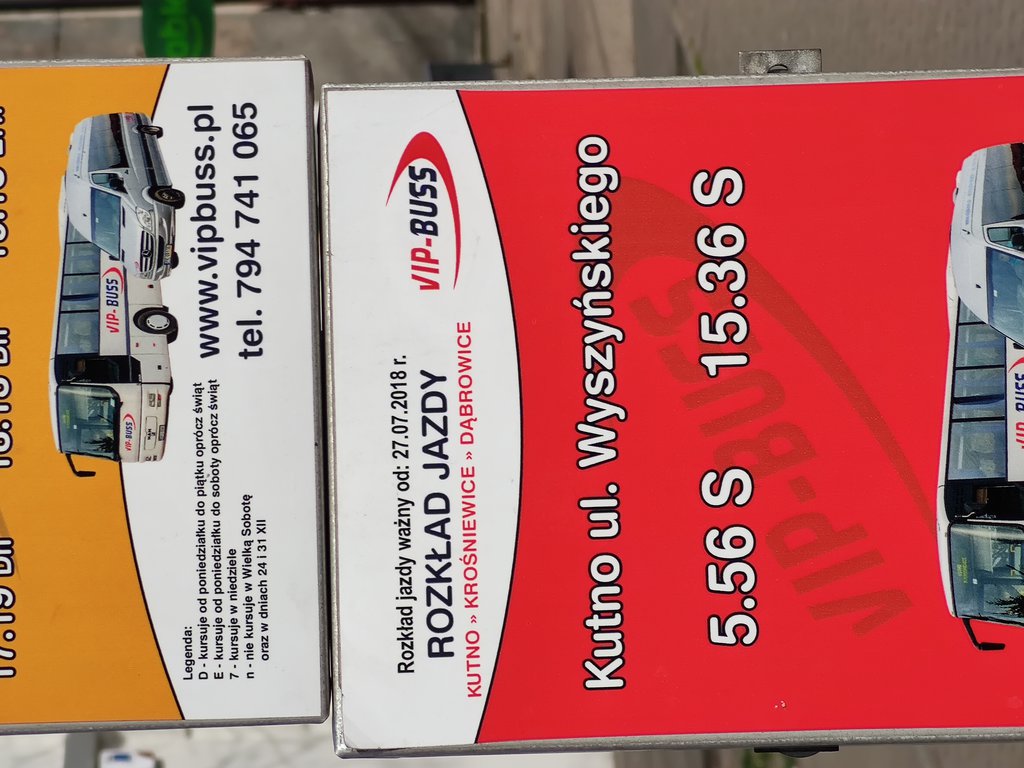 www.vipbuss.pl
tel. 794 741 065
VIP-BUSS
VIP-BUSS
Legenda:
D - kursuje od poniedziałku do piątku oprócz świąt
E - kursuje od poniedziałku do soboty oprócz świąt
7 - kursuje w niedziele
n - nie kursuje w Wielką Sobotę
oraz w dniach 24 i 31 XII
Rozkład jazdy ważny od: 27.07.2018 r.
ROZKŁAD JAZDY
KUTNO » KROŚNIEWICE » DĄBROWICE
VIP-BUSS
Kutno ul. Wyszyńskiego
5.56 S 15.36 S
VIP-BUSS